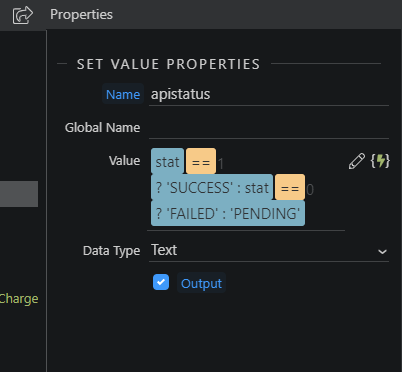 Properties
SET VALUE PROPERTIES
Name apistatus
Global Name
Value stat == 1
? 'SUCCESS' : stat == 0
? 'FAILED' : 'PENDING'
Data Type Text
Output
Charge